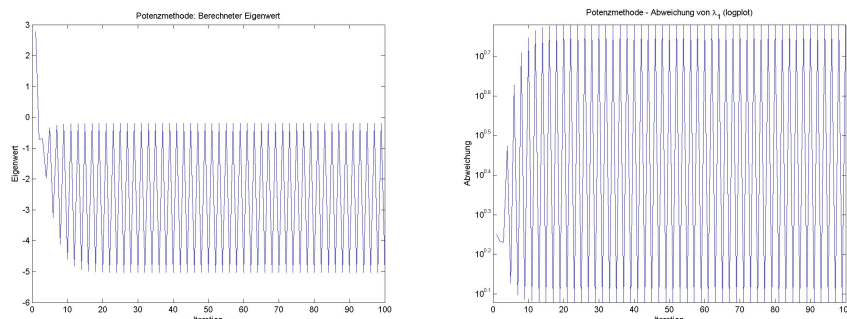 Potenzmethode: Berechneter Eigenwert
Eigenwert
3
2
1
0
-1
-2
-3
-4
-5
-6
0 10 20 30 40 50 60 70 80 90 100
Iteration
Potenzmethode - Abweichung von λ1 (logplot)
Abweichung
10^0.7
10^0.6
10^0.5
10^0.4
10^0.3
10^0.2
10^0.1
0 10 20 30 40 50 60 70 80 90 100
Iteration